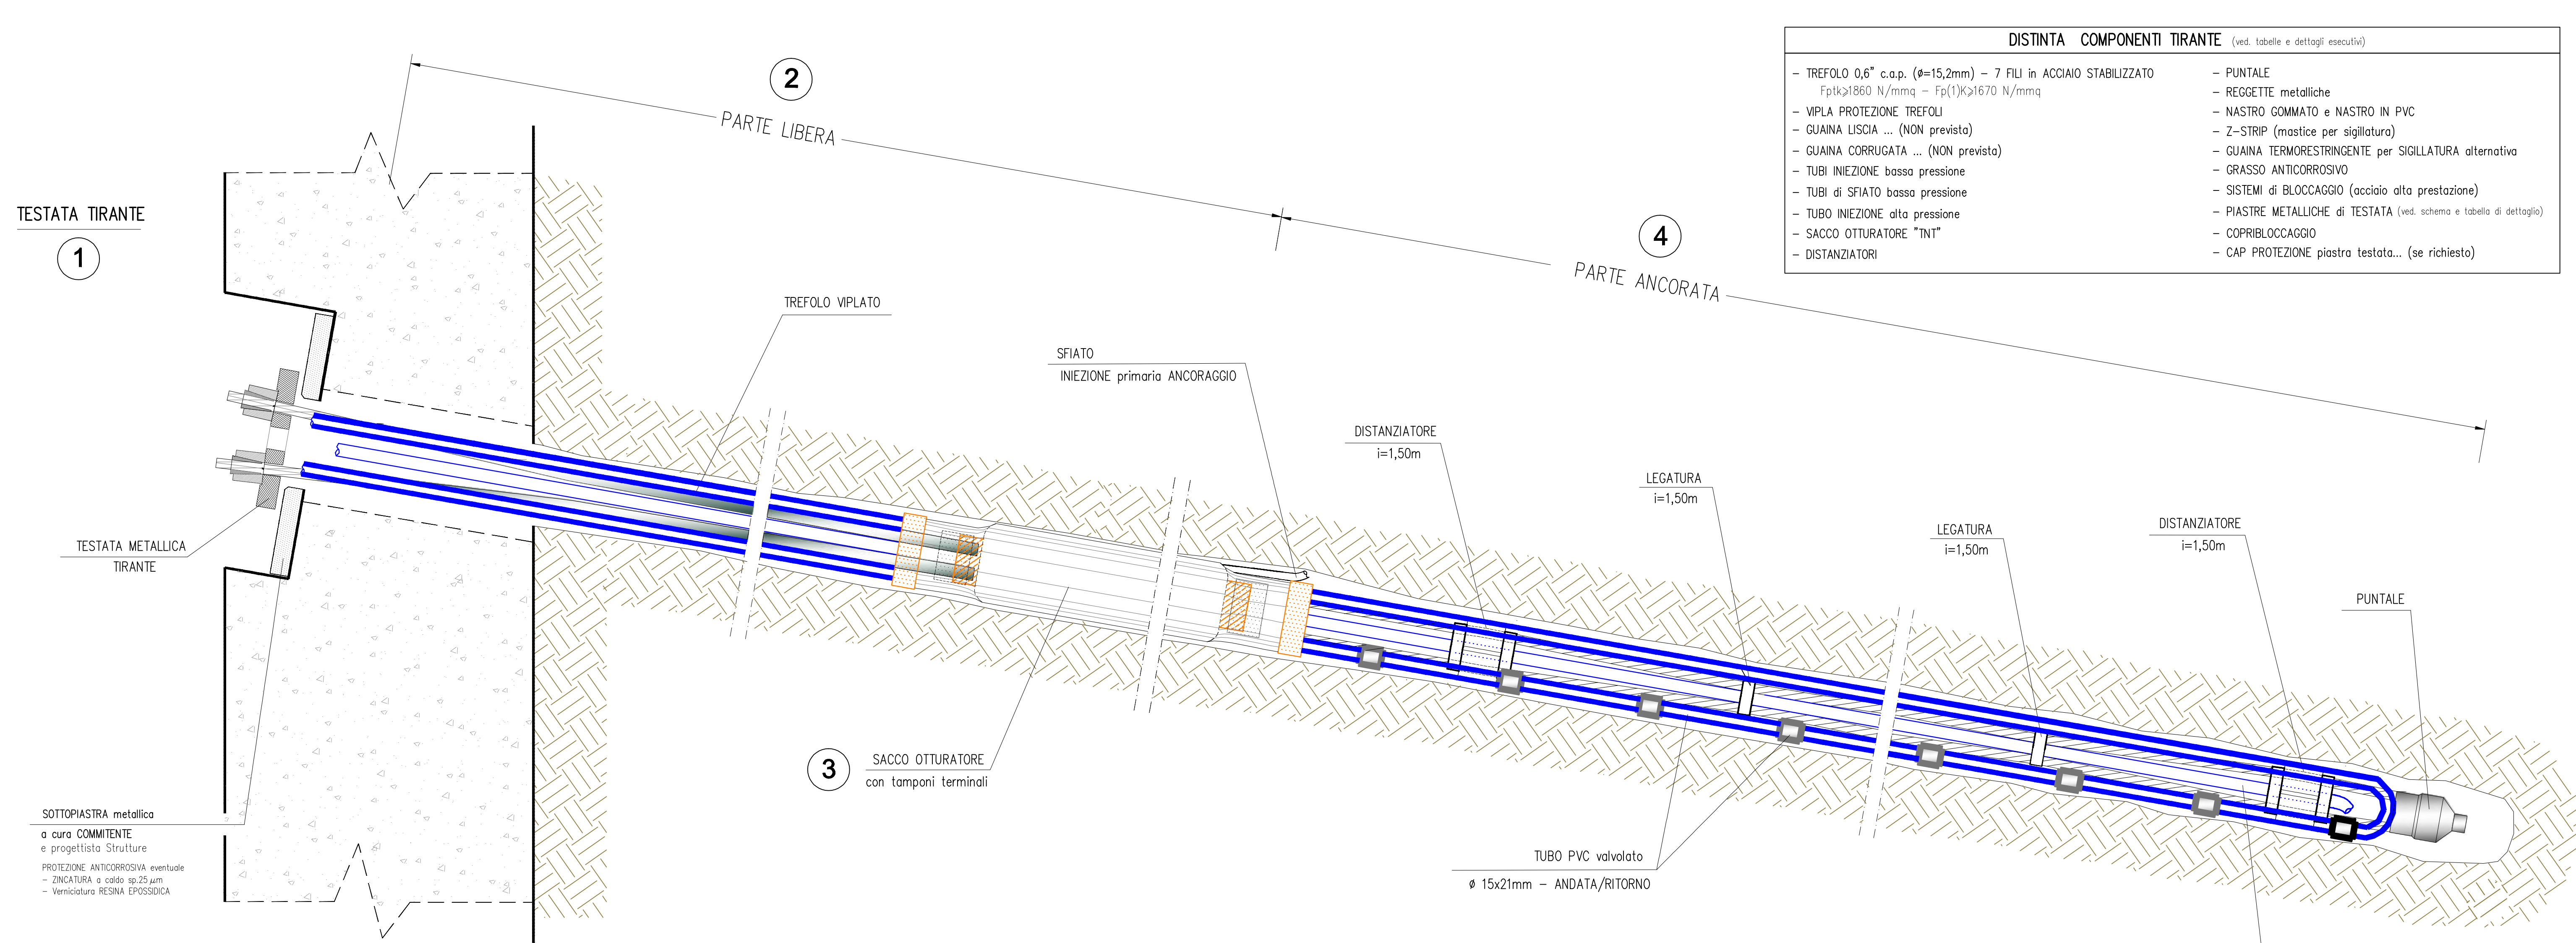 DISTINTA COMPONENTI TIRANTE (ved. tabelle e dettagli esecutivi)
- TREFOLO 0,6" c.a.p. (ø=15,2mm) - 7 FILI in ACCIAIO STABILIZZATO
Fptk⩾1860 N/mmq - Fp(1)K⩾1670 N/mmq
- VIPLA PROTEZIONE TREFOLI
- GUAINA LISCIA ... (NON prevista)
- GUAINA CORRUGATA ... (NON prevista)
- TUBI INIEZIONE bassa pressione
- TUBI di SFIATO bassa pressione
- TUBO INIEZIONE alta pressione
- SACCO OTTURATORE "TNT"
- DISTANZIATORI
- PUNTALE
- REGGETTE metalliche
- NASTRO GOMMATO e NASTRO IN PVC
- Z-STRIP (mastice per sigillatura)
- GUAINA TERMORESTRINGENTE per SIGILLATURA alternativa
- GRASSO ANTICORROSIVO
- SISTEMI di BLOCCAGGIO (acciaio alta prestazione)
- PIASTRE METALLICHE di TESTATA (ved. schema e tabella di dettaglio)
- COPRIBLOCCAGGIO
- CAP PROTEZIONE piastra testata... (se richiesto)
2
PARTE LIBERA
TESTATA TIRANTE
1
4
PARTE ANCORATA
TREFOLO VIPLATO
SFIATO
INIEZIONE primaria ANCORAGGIO
DISTANZIATORE
i=1,50m
LEGATURA
i=1,50m
LEGATURA
i=1,50m
DISTANZIATORE
i=1,50m
PUNTALE
TESTATA METALLICA
TIRANTE
3
SACCO OTTURATORE
con tamponi terminali
SOTTOPIASTRA metallica
a cura COMMITENTE
e progettista Strutture
PROTEZIONE ANTICORROSIVA eventuale
- ZINCATURA a caldo sp.25 μm
- Verniciatura RESINA EPOSSIDICA
TUBO PVC valvolato
ø 15x21mm - ANDATA/RITORNO